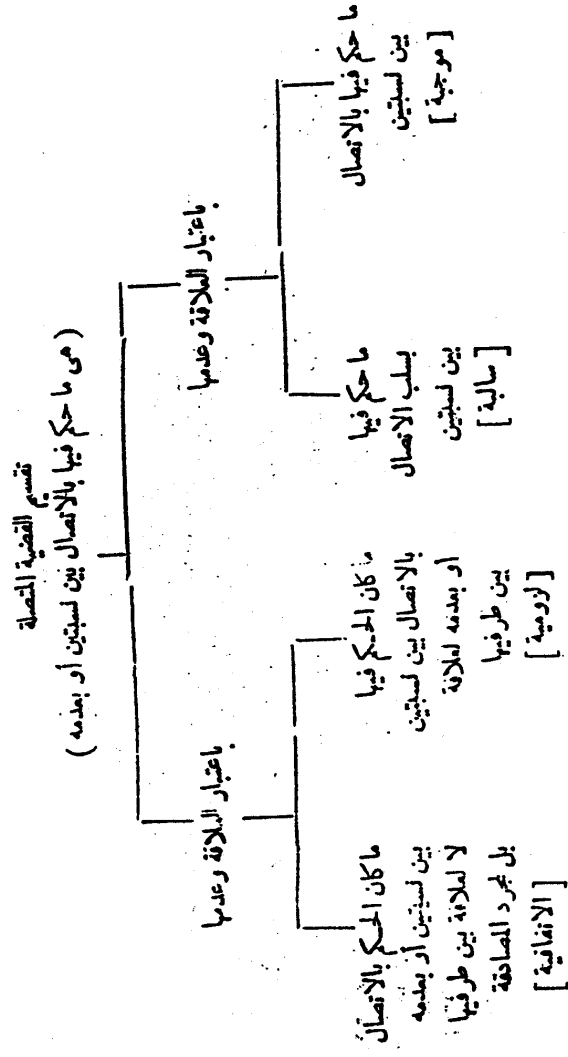 تقسيم القضية المتصلة
( هى ما حكم فيها بالاتصال بين نسبتين أو بعدمه )
باعتبار العلاقة وعدمها
ما حكم فيها بالاتصال
بين نسبتين
[ موجبة ]
ما حكم فيها
بسلب الاتصال
بين نسبتين
[ سالبة ]
باعتبار العلاقة وعدمها
ما كان الحكم فيها
بالاتصال بين نسبتين
أو بعدمه لعلاقة
بين طرفيها
[ لزومية ]
ما كان الحكم بالاتصال
بين نسبتين أو بعدمه
لا لعلاقة بين طرفيها
بل لمجرد المصادفة
[ الاتفاقية ]